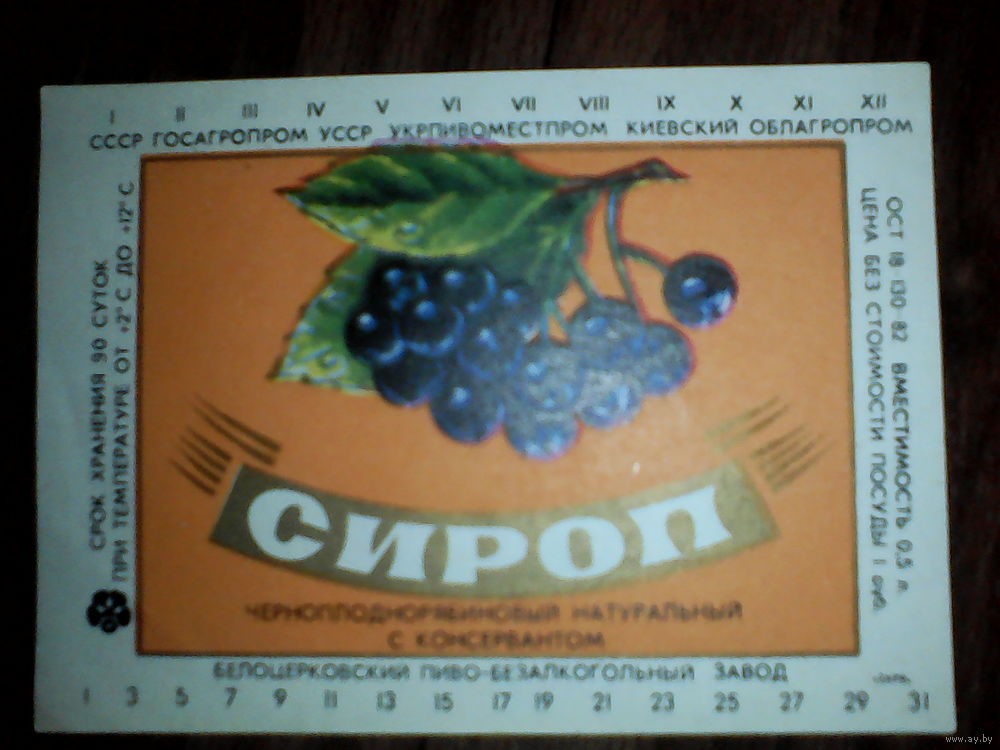 I II III IV V VI VII VIII IX X XI XII
СССР ГОСАГРОПРОМ УССР УКРПИВОМЕСТПРОМ КИЕВСКИЙ ОБЛАГРОПРОМ
СРОК ХРАНЕНИЯ 90 СУТОК
ПРИ ТЕМПЕРАТУРЕ ОТ +2°С ДО +12°С
ОСТ 18-130-82 ВМЕСТИМОСТЬ 0,5 л.
ЦЕНА БЕЗ СТОИМОСТИ ПОСУДЫ 1 руб.
СИРОП
ЧЕРНОПЛОДНОРЯБИНОВЫЙ НАТУРАЛЬНЫЙ
С КОНСЕРВАНТОМ
БЕЛОЦЕРКОВСКИЙ ПИВО-БЕЗАЛКОГОЛЬНЫЙ ЗАВОД
1 3 5 7 9 11 13 15 17 19 21 23 25 27 29 31
www.ay.by